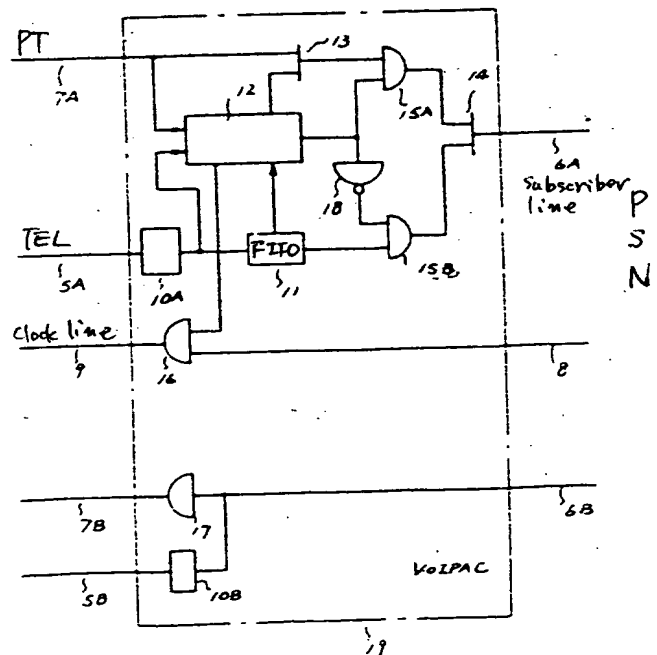 PT
7A
13
12
15A
14
6A
subscriber
line
P
S
N
18
TEL
5A
10A
FIFO
11
15B
clock line
9
16
8
7B
17
6B
5B
10B
VOIPAC
19